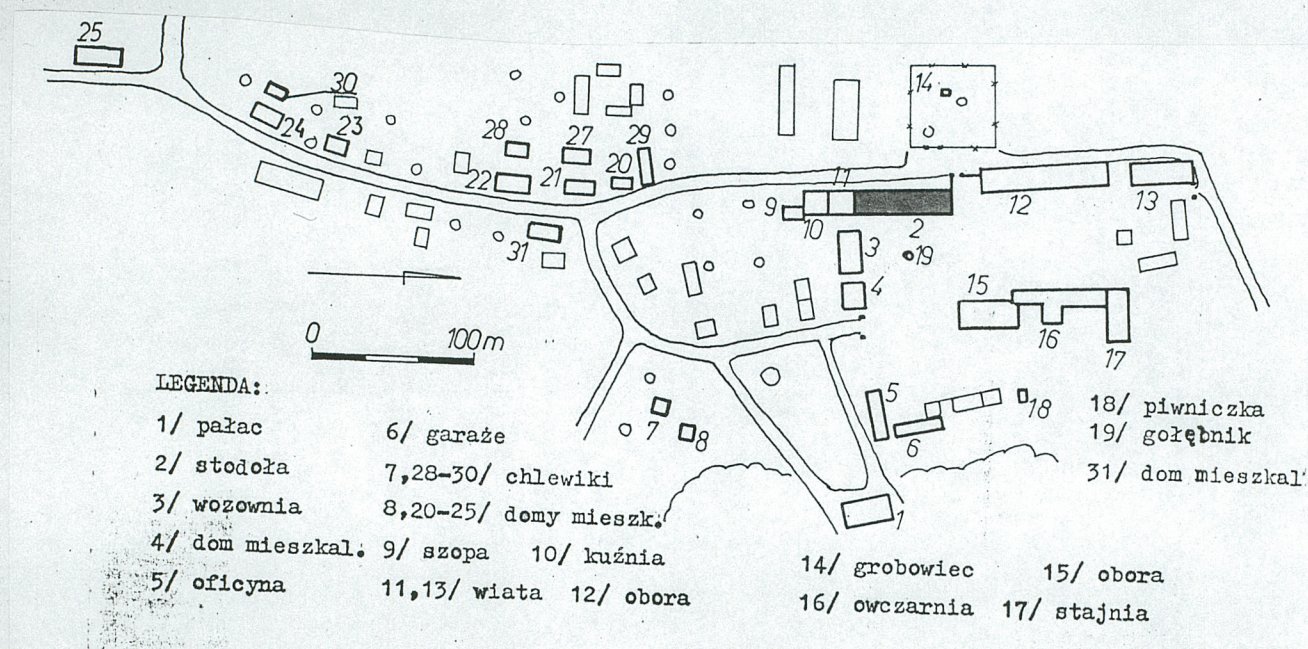 25
30
14
24
23
28
27
29
22
21
20
9
11
10
2
12
13
31
3
19
4
15
16
17
0 100m
LEGENDA:
1/ pałac
2/ stodoła
3/ wozownia
4/ dom mieszkal.
5/ oficyna
6/ garaże
7,28-30/ chlewiki
8,20-25/ domy mieszk.
9/ szopa 10/ kuźnia
11,13/ wiata 12/ obora
7
8
5
6
18
1
18/ piwniczka
19/ gołębnik
31/ dom mieszkal
14/ grobowiec 15/ obora
16/ owczarnia 17/ stajnia